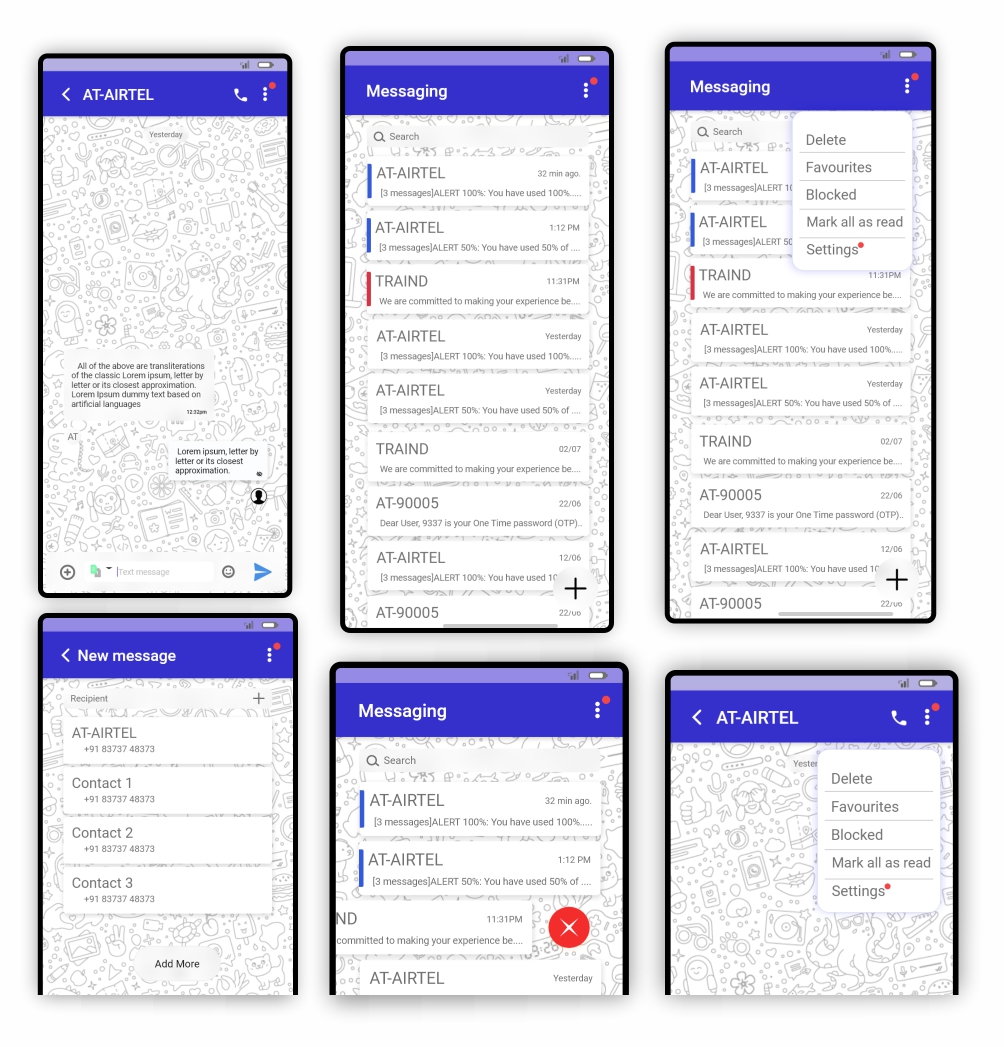 AT-AIRTEL
Yesterday
All of the above are transliterations
of the classic Lorem ipsum, letter by
letter or its closest approximation.
Lorem Ipsum dummy text based on
artificial languages
12:32pm
AT
Lorem ipsum, letter by
letter or its closest
approximation.
Text message
Messaging
Search
AT-AIRTEL
32 min ago.
[3 messages]ALERT 100%: You have used 100%.....
AT-AIRTEL
1:12 PM
[3 messages]ALERT 50%: You have used 50% of ....
TRAIND
11:31PM
We are committed to making your experience be....
AT-AIRTEL
Yesterday
[3 messages]ALERT 100%: You have used 100%.....
AT-AIRTEL
Yesterday
[3 messages]ALERT 50%: You have used 50% of ....
TRAIND
02/07
We are committed to making your experience be....
AT-90005
22/06
Dear User, 9337 is your One Time password (OTP)..
AT-AIRTEL
12/06
[3 messages]ALERT 100%: You have used 10
AT-90005
22/06
Messaging
Search
Delete
Favourites
Blocked
Mark all as read
Settings
AT-AIRTEL
[3 messages]ALERT 10
AT-AIRTEL
[3 messages]ALERT 50
TRAIND
11:31PM
We are committed to making your experience be....
AT-AIRTEL
Yesterday
[3 messages]ALERT 100%: You have used 100%.....
AT-AIRTEL
Yesterday
[3 messages]ALERT 50%: You have used 50% of ....
TRAIND
02/07
We are committed to making your experience be....
AT-90005
22/06
Dear User, 9337 is your One Time password (OTP)..
AT-AIRTEL
12/06
[3 messages]ALERT 100%: You have used 10
AT-90005
22/06
New message
Recipient
AT-AIRTEL
+91 83737 48373
Contact 1
+91 83737 48373
Contact 2
+91 83737 48373
Contact 3
+91 83737 48373
Add More
Messaging
Search
AT-AIRTEL
32 min ago.
[3 messages]ALERT 100%: You have used 100%.....
AT-AIRTEL
1:12 PM
[3 messages]ALERT 50%: You have used 50% of ....
ND
11:31PM
committed to making your experience be....
AT-AIRTEL
Yesterday
AT-AIRTEL
Yester
Delete
Favourites
Blocked
Mark all as read
Settings